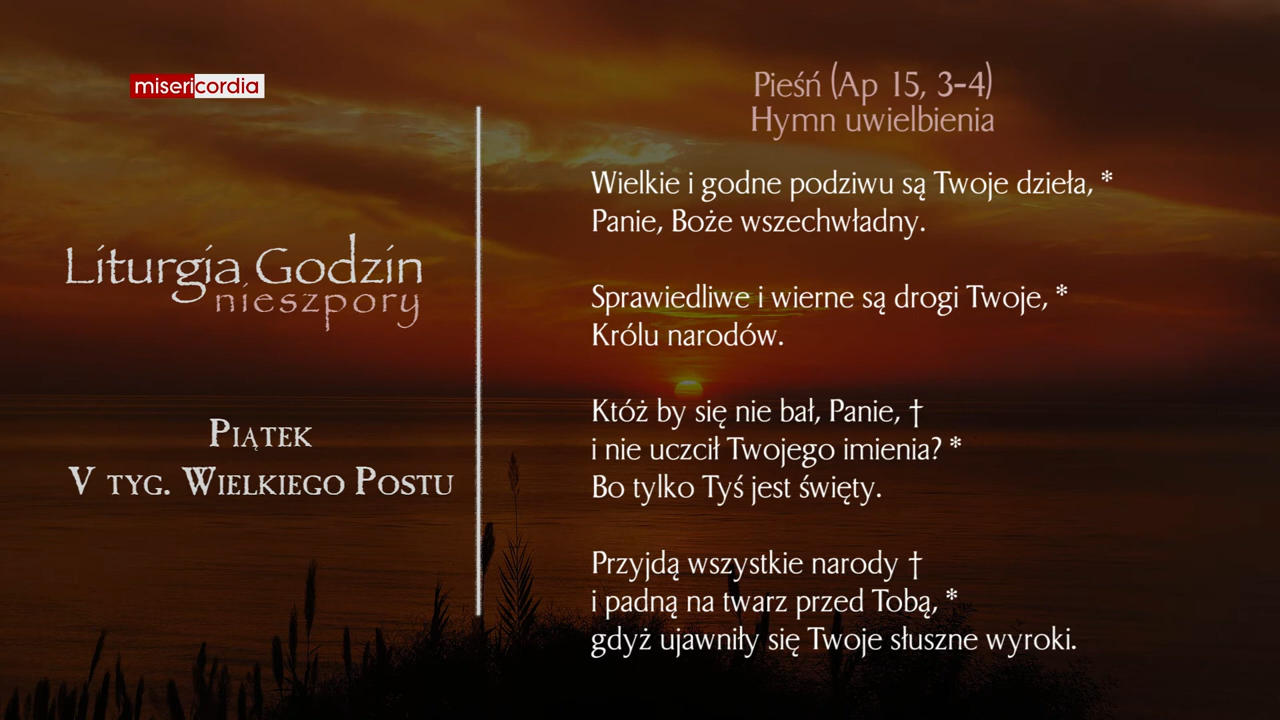 misericordia
Liturgia Godzin
nieszpory
Piątek
V tyg. Wielkiego Postu
Pieśń (Ap 15, 3-4)
Hymn uwielbienia
Wielkie i godne podziwu są Twoje dzieła, *
Panie, Boże wszechwładny.
Sprawiedliwe i wierne są drogi Twoje, *
Królu narodów.
Któż by się nie bał, Panie, †
i nie uczcił Twojego imienia? *
Bo tylko Tyś jest święty.
Przyjdą wszystkie narody †
i padną na twarz przed Tobą, *
gdyż ujawniły się Twoje słuszne wyroki.